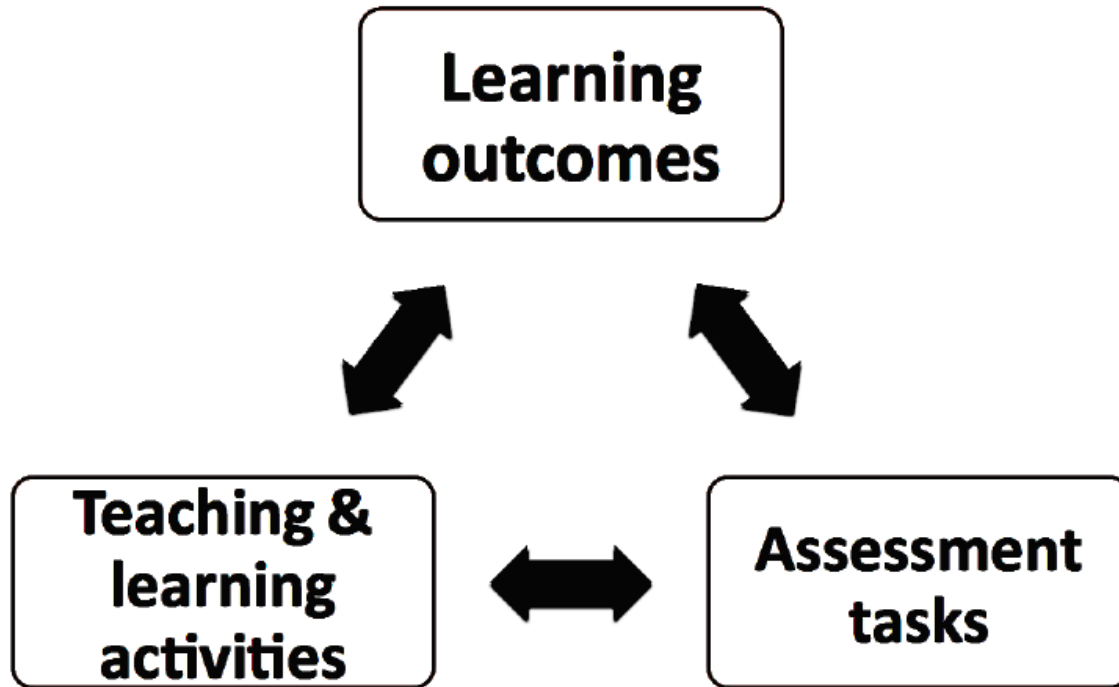 Learning
outcomes
Teaching &
learning
activities
Assessment
tasks